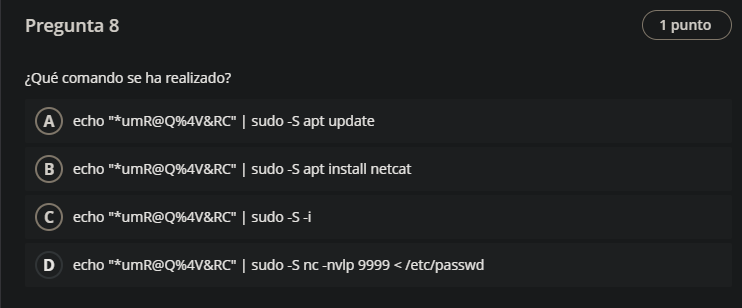 Pregunta 8
1 punto
¿Qué comando se ha realizado?
A echo "*umR@Q%4V&RC" | sudo -S apt update
B echo "*umR@Q%4V&RC" | sudo -S apt install netcat
C echo "*umR@Q%4V&RC" | sudo -S -i
D echo "*umR@Q%4V&RC" | sudo -S nc -nvlp 9999 < /etc/passwd